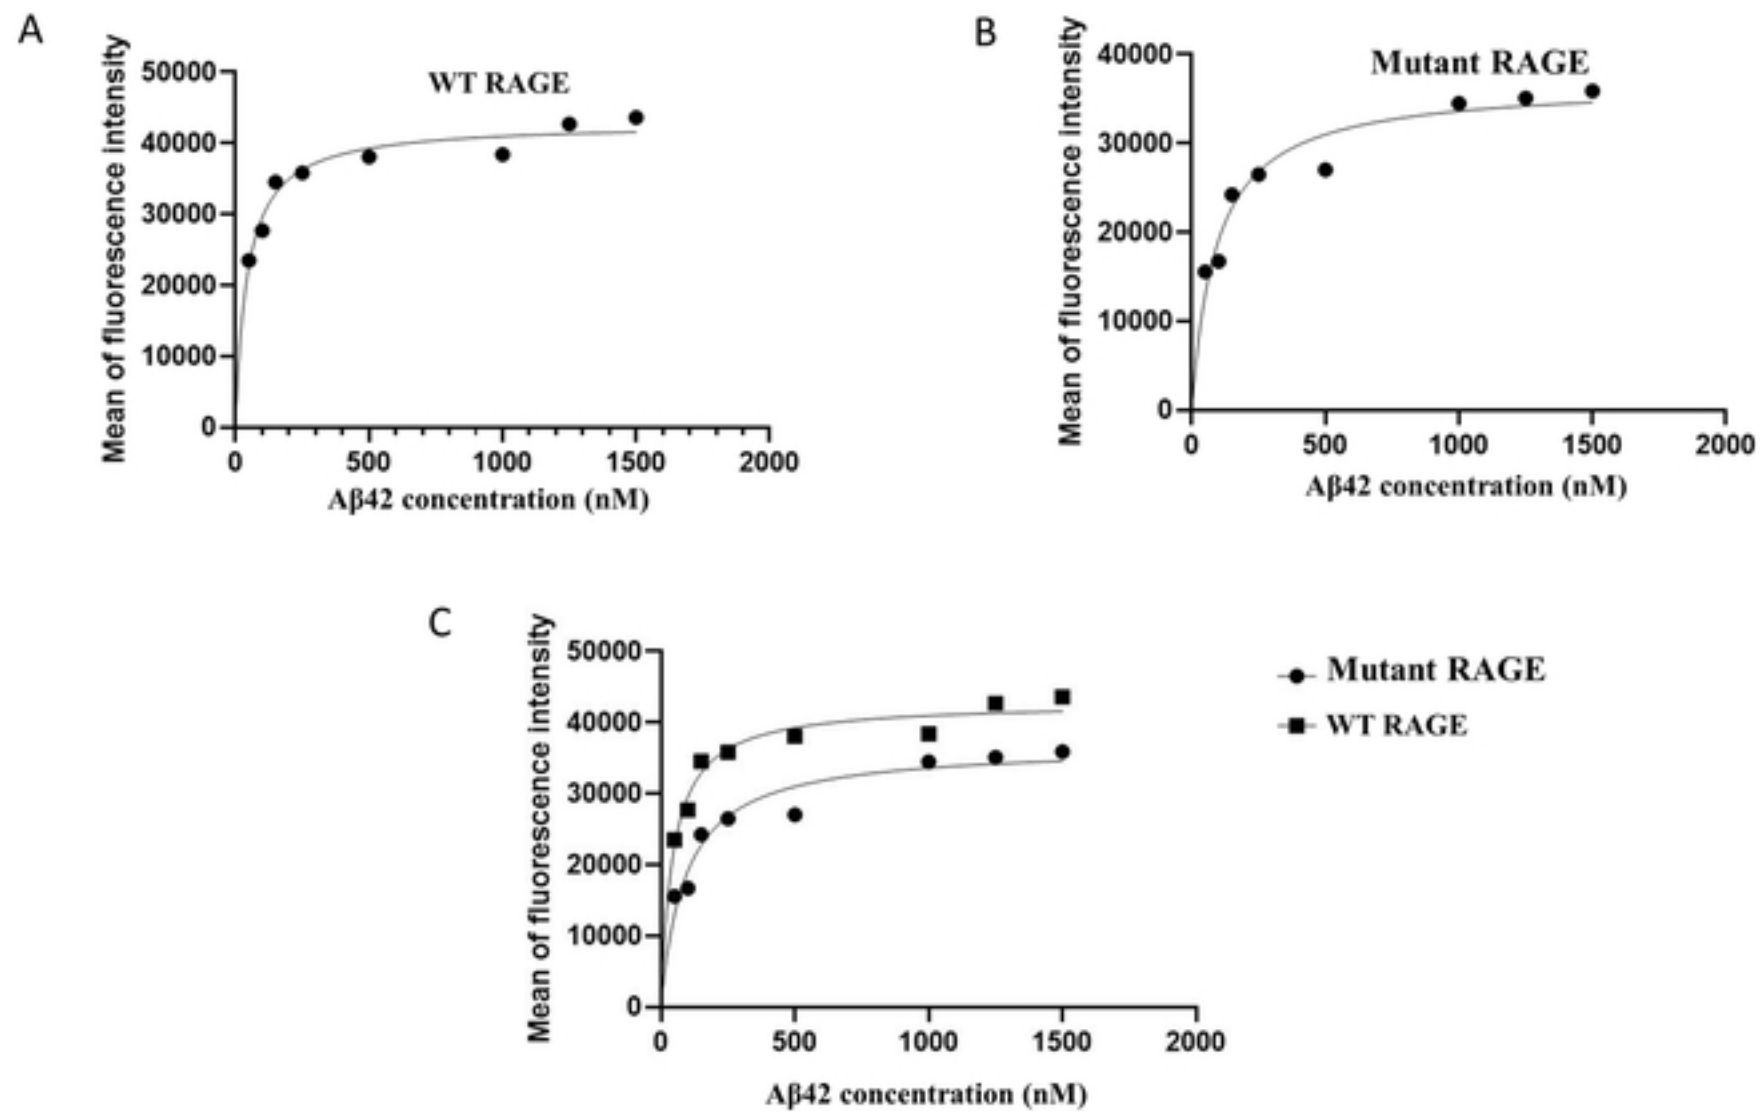 A
Mean of fluorescence intensity
50000
40000
30000
20000
10000
0
WT RAGE
0 500 1000 1500 2000
Aβ42 concentration (nM)
B
Mean of fluorescence intensity
40000
30000
20000
10000
0
Mutant RAGE
0 500 1000 1500 2000
Aβ42 concentration (nM)
C
Mean of fluorescence intensity
50000
40000
30000
20000
10000
0
0 500 1000 1500 2000
Aβ42 concentration (nM)
Mutant RAGE
WT RAGE